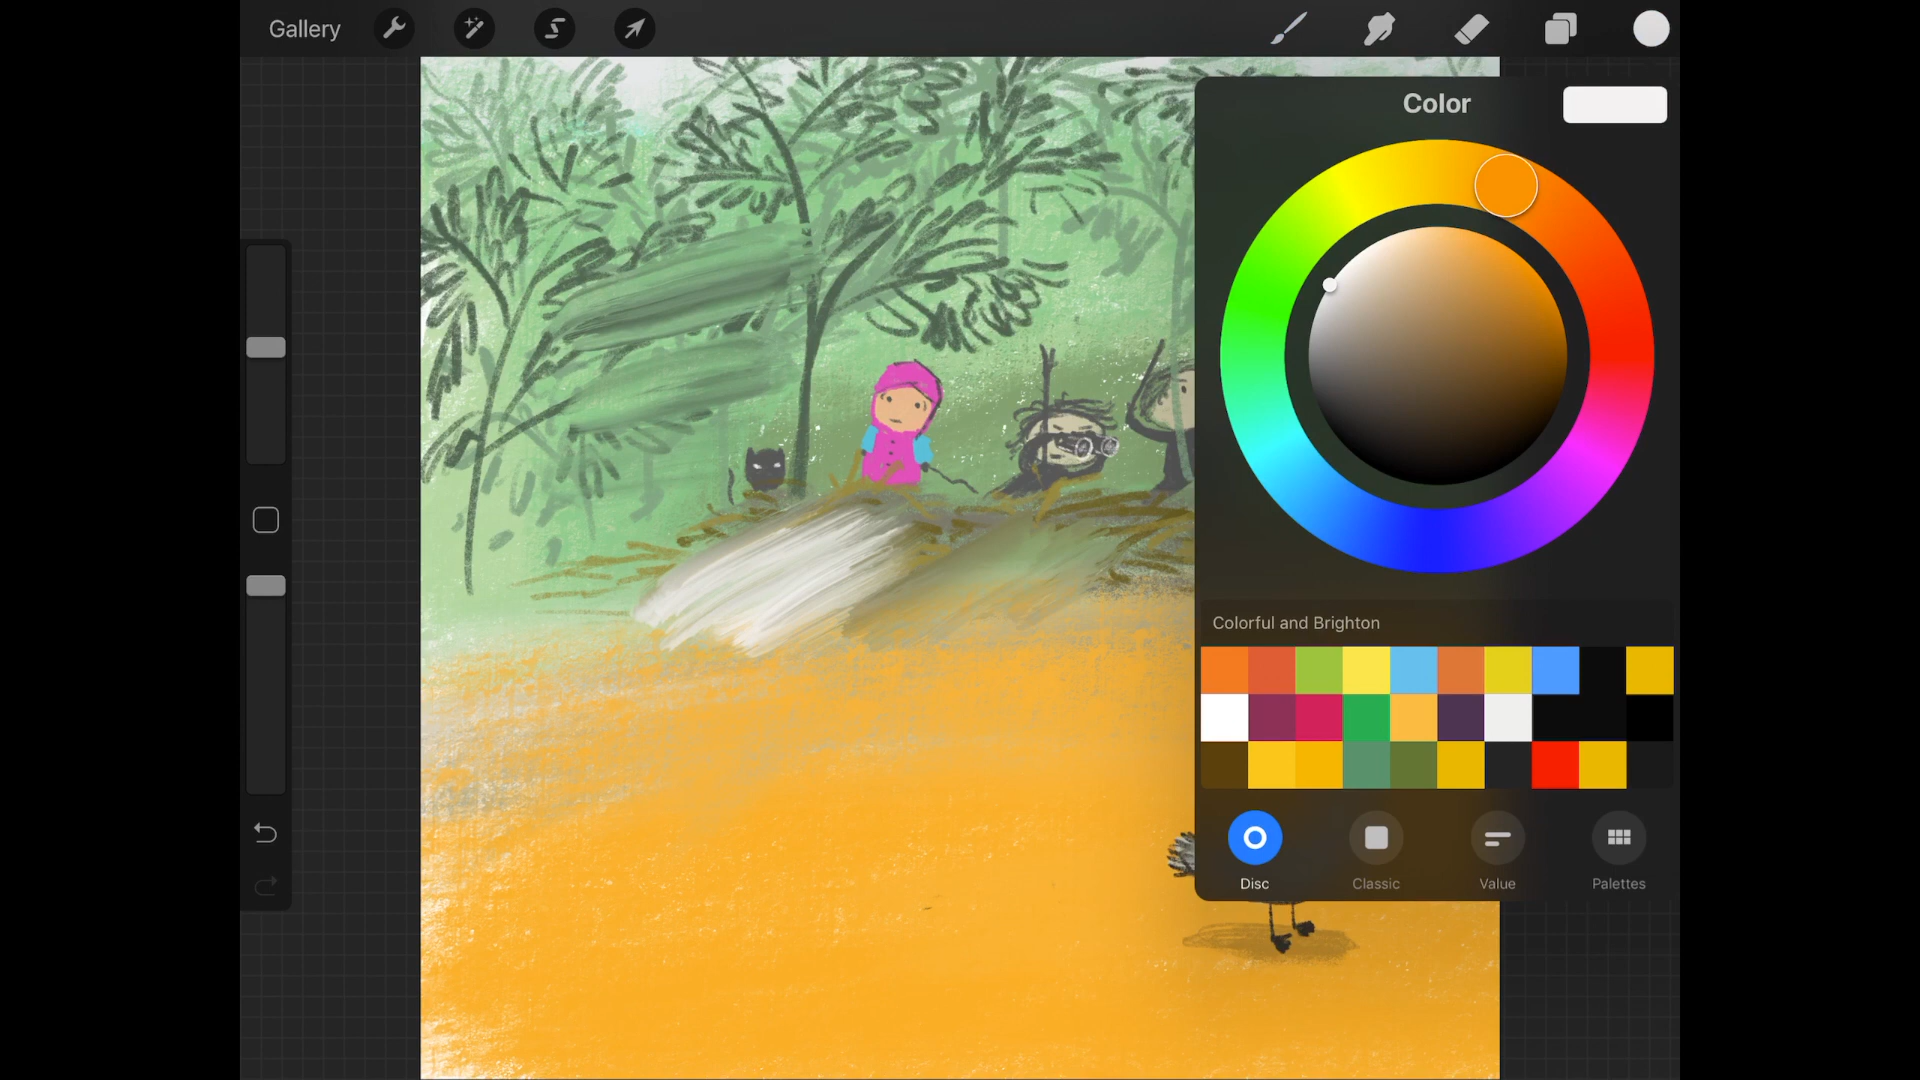 Gallery
Color
Colorful and Brighton
Disc
Classic
Value
Palettes